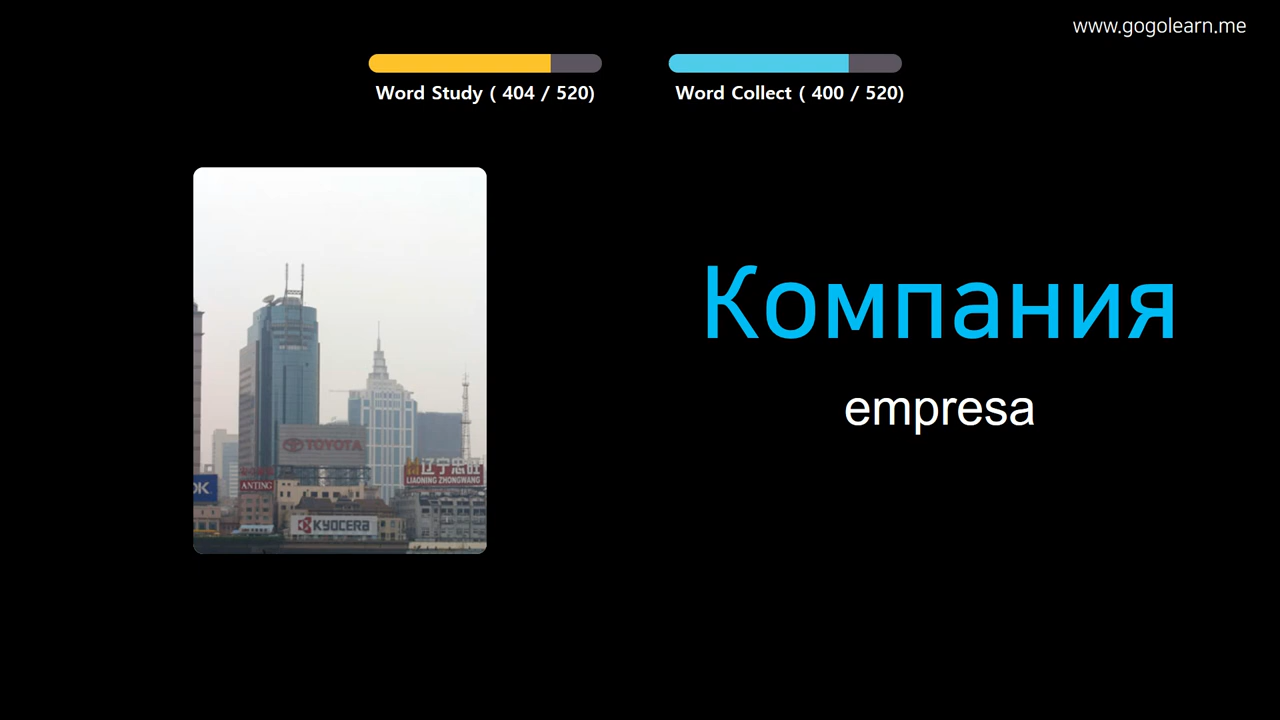 www.gogolearn.me
Word Study ( 404 / 520)
Word Collect ( 400 / 520)
Компания
empresa
TOYOTA
辽宁忠旺
LIAONING ZHONGWANG
OK
ANTING
KYOCERA